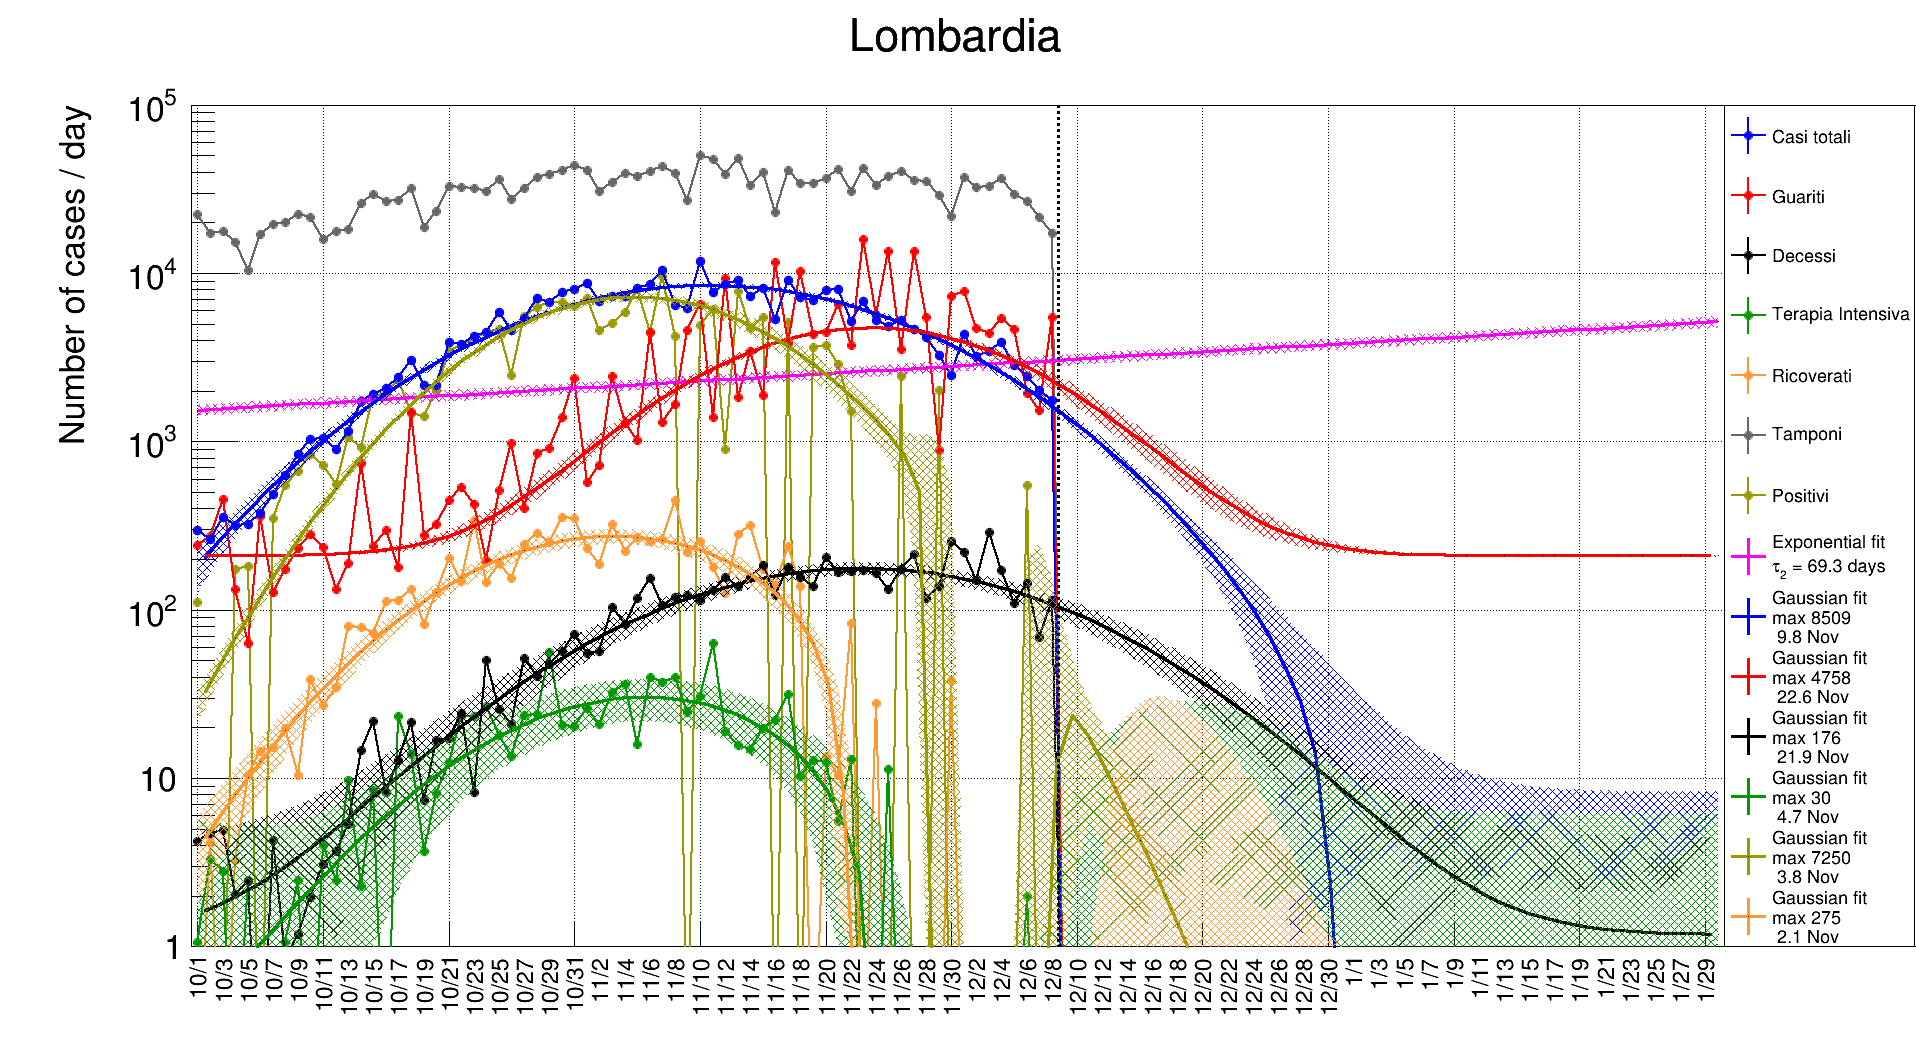 Lombardia
Number of cases / day
10^5
10^4
10^3
10^2
10
1
10/1
10/3
10/5
10/7
10/9
10/11
10/13
10/15
10/17
10/19
10/21
10/23
10/25
10/27
10/29
10/31
11/2
11/4
11/6
11/8
11/10
11/12
11/14
11/16
11/18
11/20
11/22
11/24
11/26
11/28
11/30
12/2
12/4
12/6
12/8
12/10
12/12
12/14
12/16
12/18
12/20
12/22
12/24
12/26
12/28
12/30
1/1
1/3
1/5
1/7
1/9
1/11
1/13
1/15
1/17
1/19
1/21
1/23
1/25
1/27
1/29
Casi totali
Guariti
Decessi
Terapia Intensiva
Ricoverati
Tamponi
Positivi
Exponential fit
τ2 = 69.3 days
Gaussian fit
max 8509
9.8 Nov
Gaussian fit
max 4758
22.6 Nov
Gaussian fit
max 176
21.9 Nov
Gaussian fit
max 30
4.7 Nov
Gaussian fit
max 7250
3.8 Nov
Gaussian fit
max 275
2.1 Nov